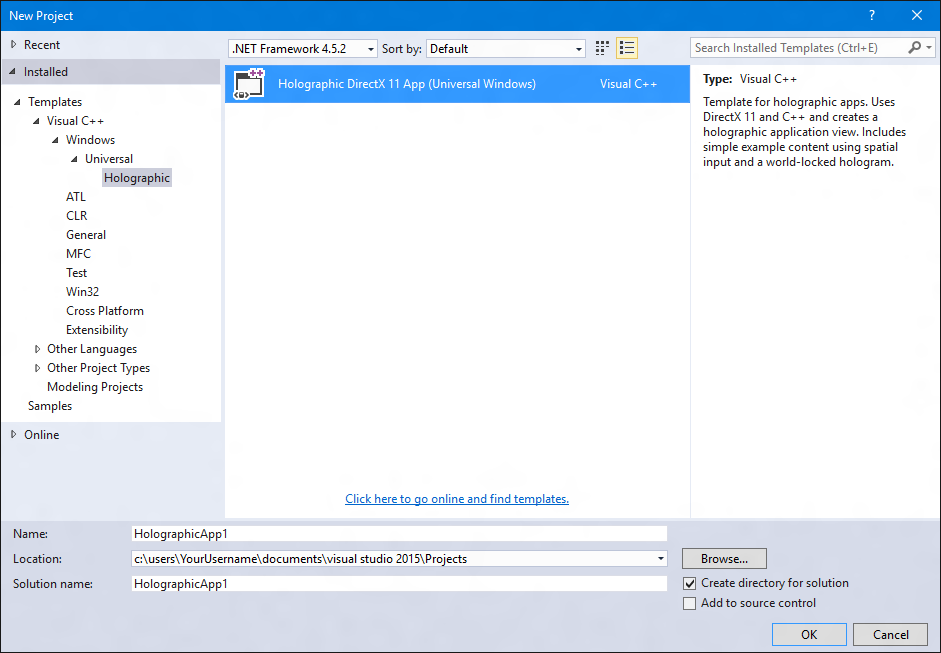 New Project
?
Recent
.NET Framework 4.5.2
Sort by:
Default
Search Installed Templates (Ctrl+E)
Installed
Templates
Visual C++
Windows
Universal
Holographic
ATL
CLR
General
MFC
Test
Win32
Cross Platform
Extensibility
Other Languages
Other Project Types
Modeling Projects
Samples
Online
Holographic DirectX 11 App (Universal Windows)
Visual C++
Click here to go online and find templates.
Type: Visual C++
Template for holographic apps. Uses
DirectX 11 and C++ and creates a
holographic application view. Includes
simple example content using spatial
input and a world-locked hologram.
Name:
HolographicApp1
Location:
c:\users\YourUsername\documents\visual studio 2015\Projects
Browse...
Solution name:
HolographicApp1
Create directory for solution
Add to source control
OK
Cancel